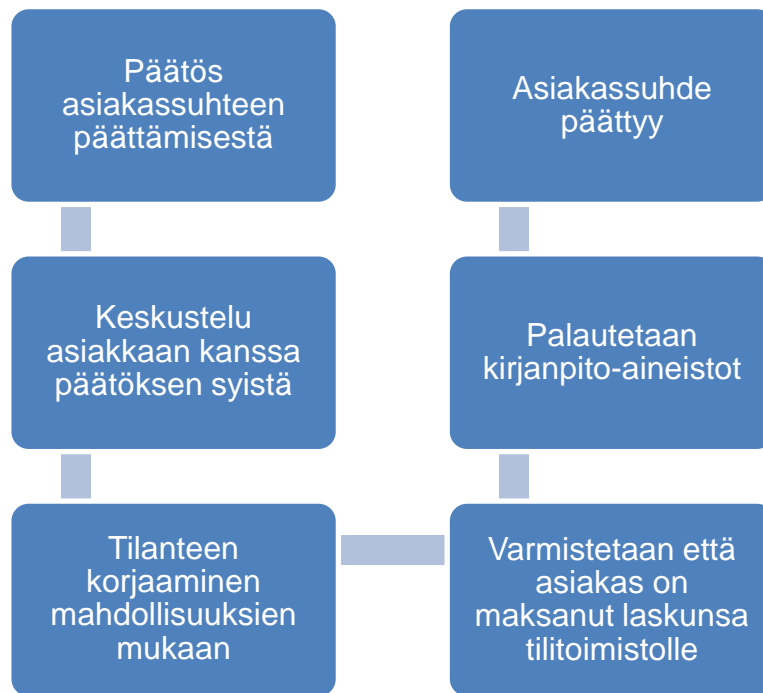 Päätös
asiakassuhteen
päättämisestä
Keskustelu
asiakkaan kanssa
päätöksen syistä
Tilanteen
korjaaminen
mahdollisuuksien
mukaan
Varmistetaan että
asiakas on
maksanut laskunsa
tilitoimistolle
Palautetaan
kirjanpito-aineistot
Asiakassuhde
päättyy